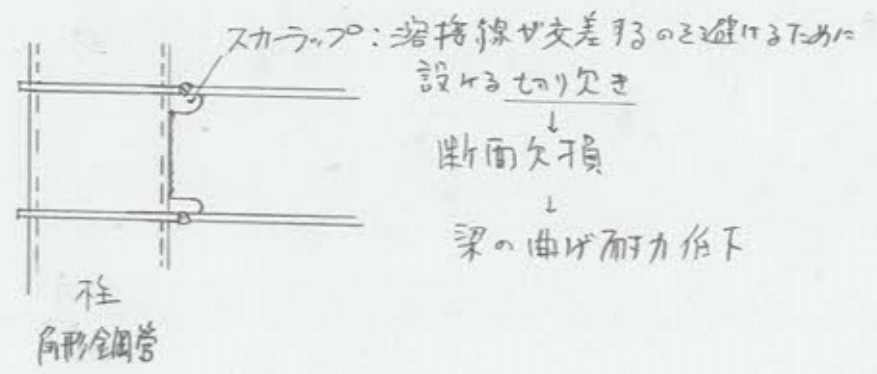 スカーラップ：溶接線が交差するのを避けるために
設ける切り欠き
↓
断面欠損
↓
梁の曲げ耐力低下
柱
角形鋼管